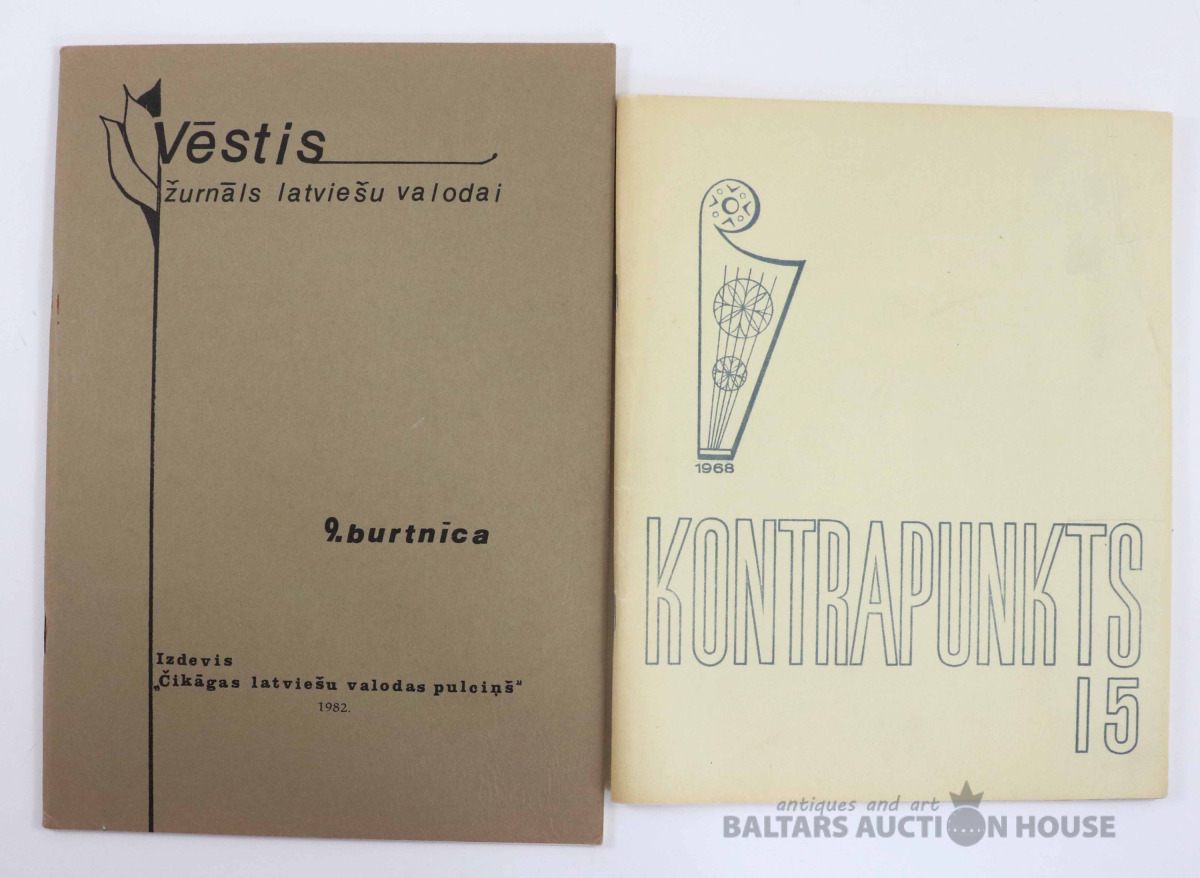 Vēstis
žurnāls latviešu valodai
9.burtnīca
Izdevis
„Čikāgas latviešu valodas pulciņš"
1982.
1968
KONTRAPUNKTS
15
antiques and art
BALTARS AUCTION HOUSE